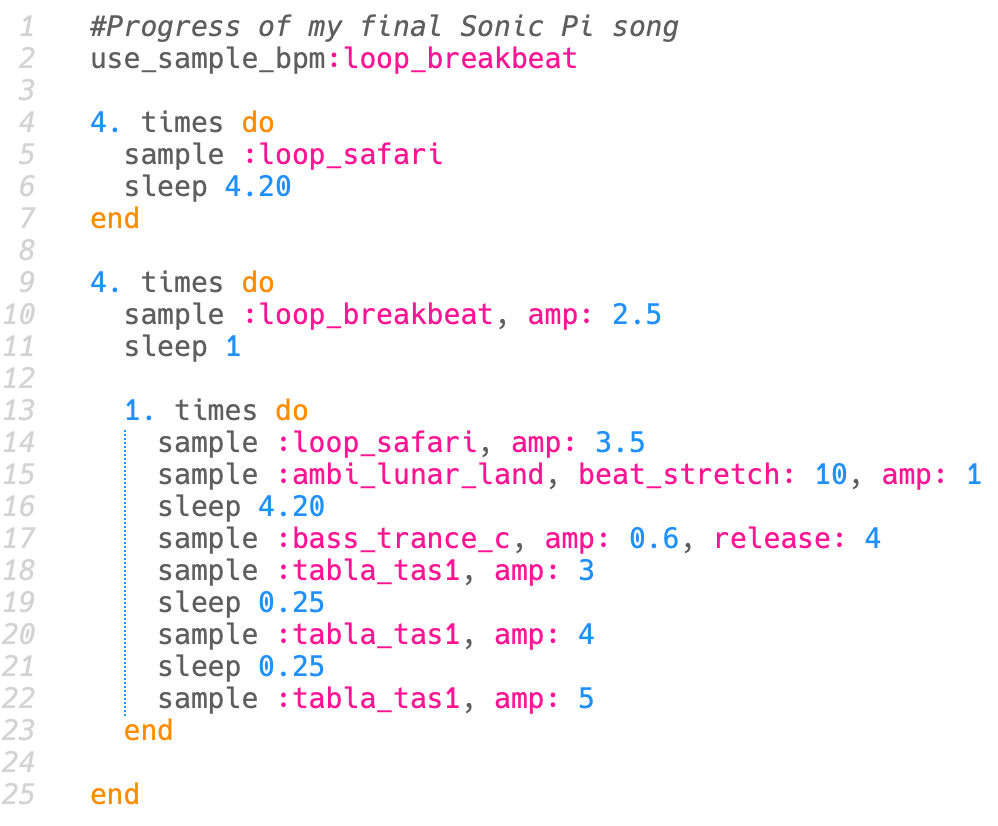 1 #Progress of my final Sonic Pi song
2 use_sample_bpm:loop_breakbeat
3
4 4. times do
5 sample :loop_safari
6 sleep 4.20
7 end
8
9 4. times do
10 sample :loop_breakbeat, amp: 2.5
11 sleep 1
12
13 1. times do
14 sample :loop_safari, amp: 3.5
15 sample :ambi_lunar_land, beat_stretch: 10, amp: 1
16 sleep 4.20
17 sample :bass_trance_c, amp: 0.6, release: 4
18 sample :tabla_tas1, amp: 3
19 sleep 0.25
20 sample :tabla_tas1, amp: 4
21 sleep 0.25
22 sample :tabla_tas1, amp: 5
23 end
24
25 end